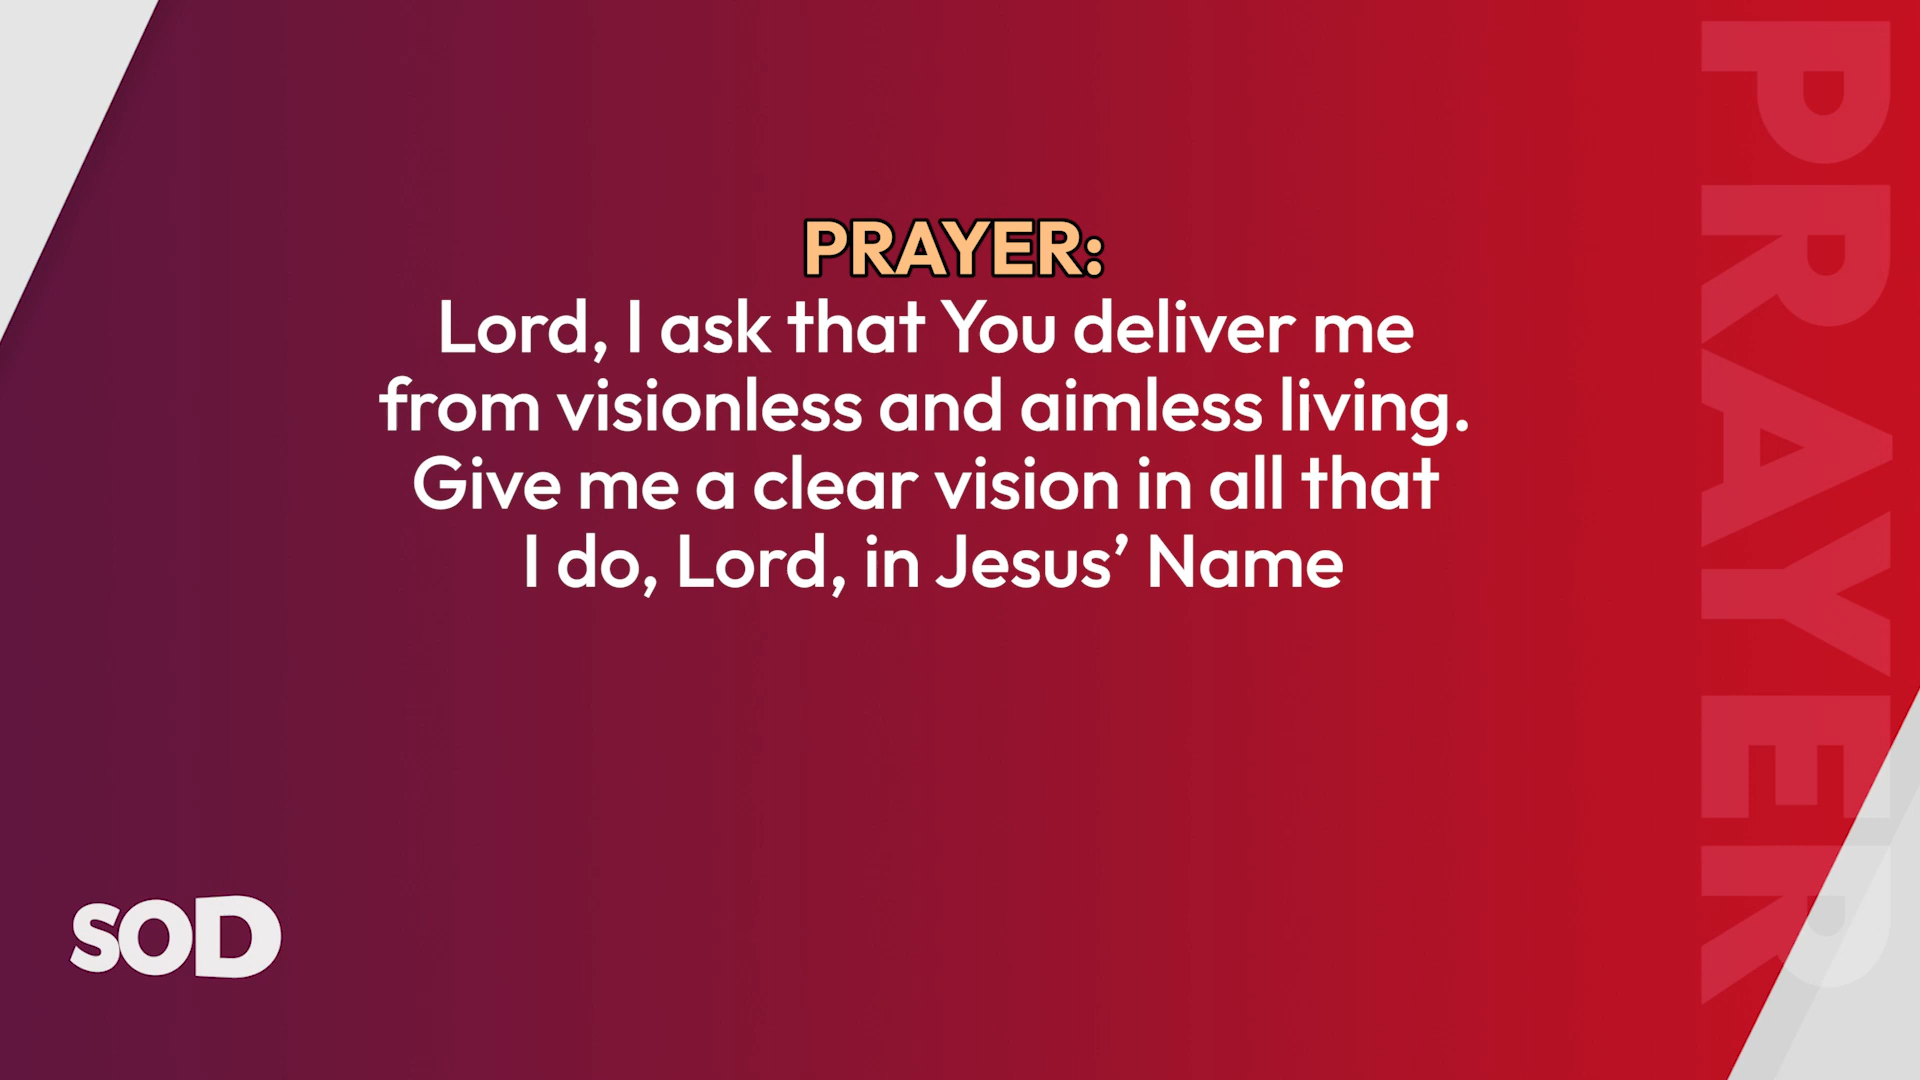 PRAYER:
Lord, I ask that You deliver me
from visionless and aimless living.
Give me a clear vision in all that
I do, Lord, in Jesus’ Name
PRAYER
SOD